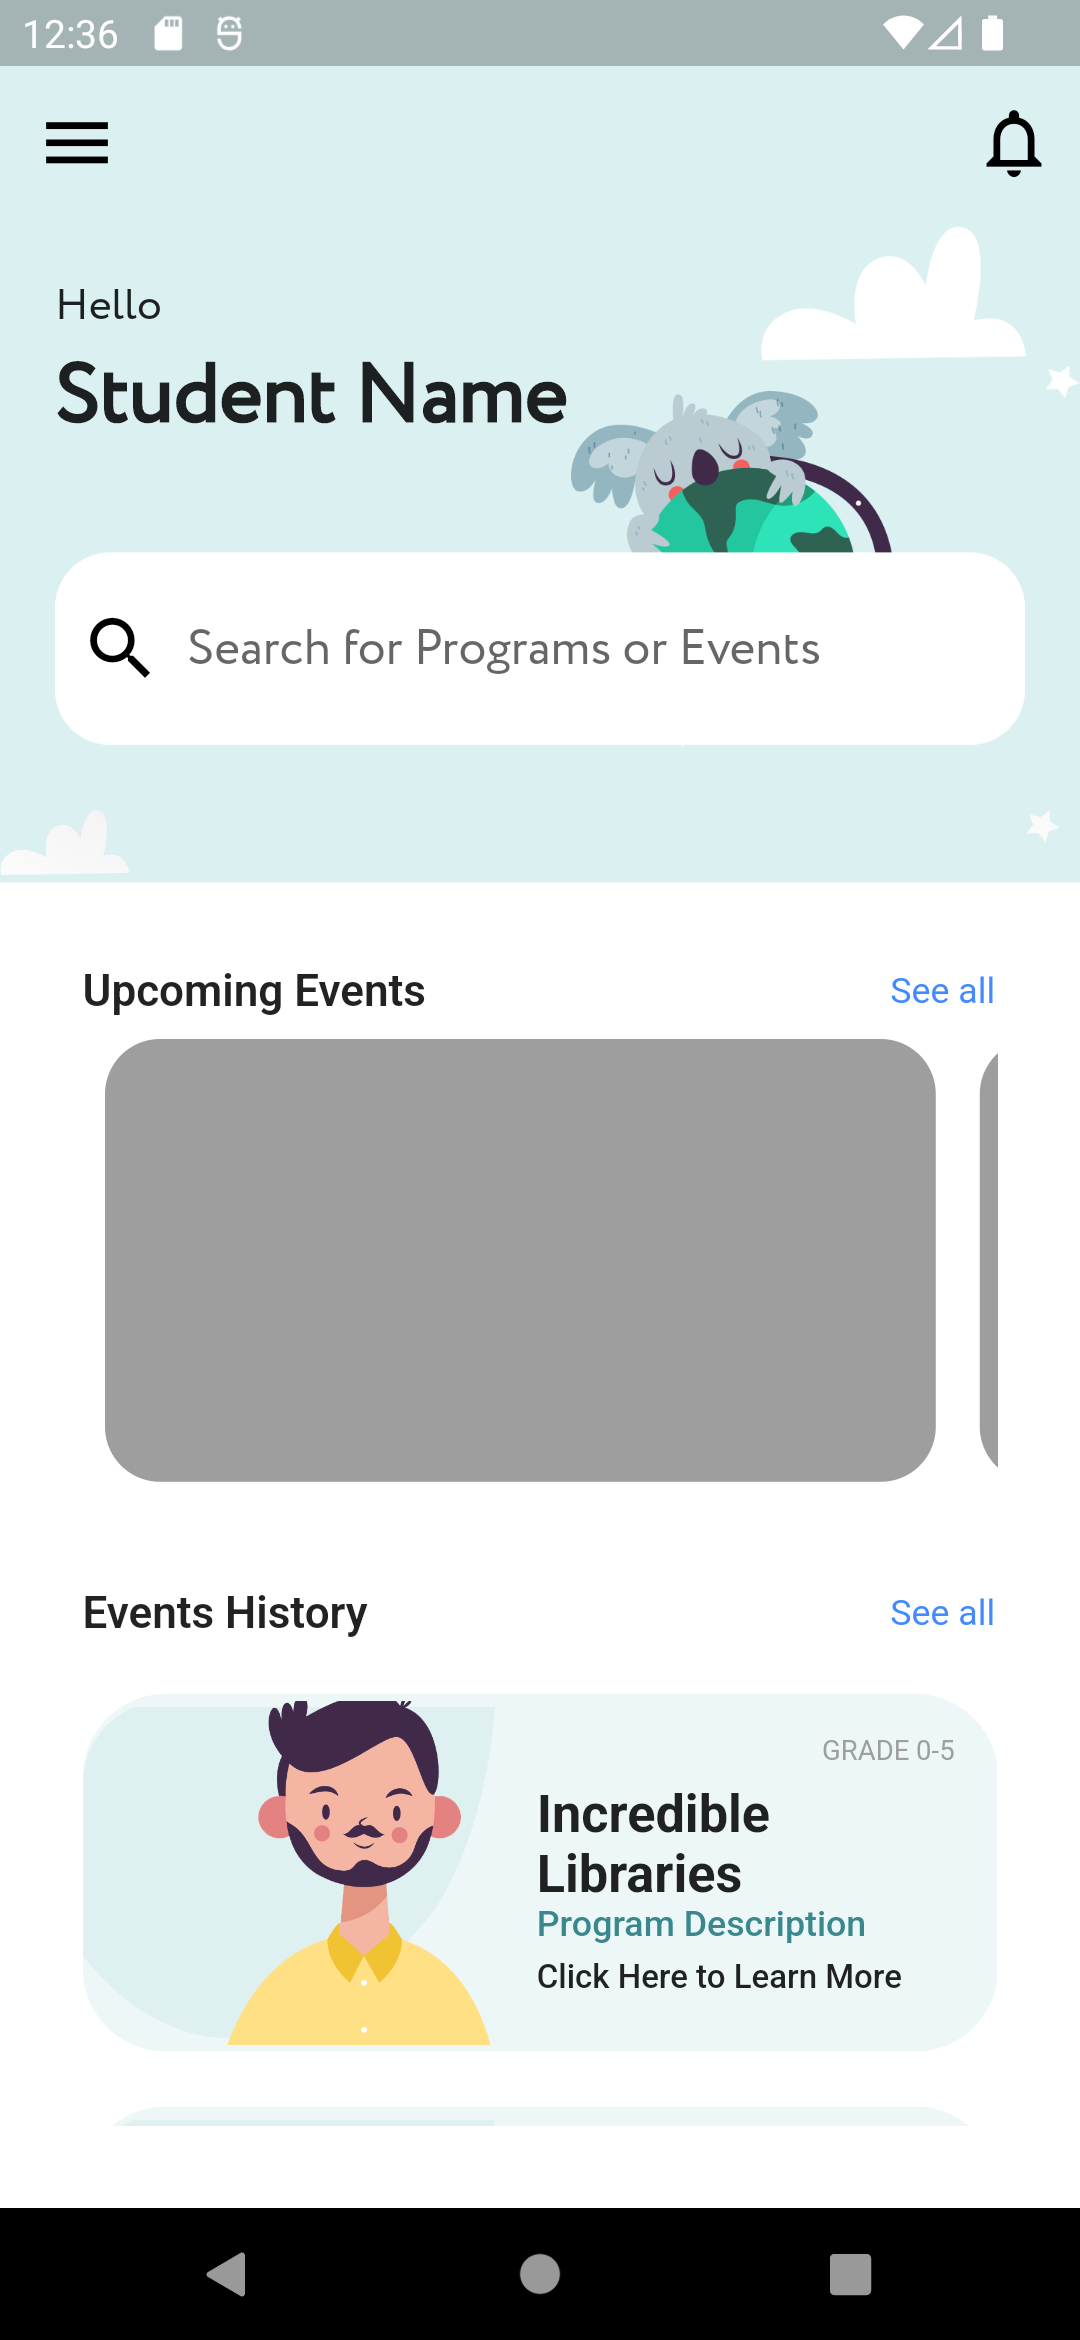 12:36
Hello
Student Name
Search for Programs or Events
Upcoming Events
See all
Events History
See all
GRADE 0-5
Incredible
Libraries
Program Description
Click Here to Learn More